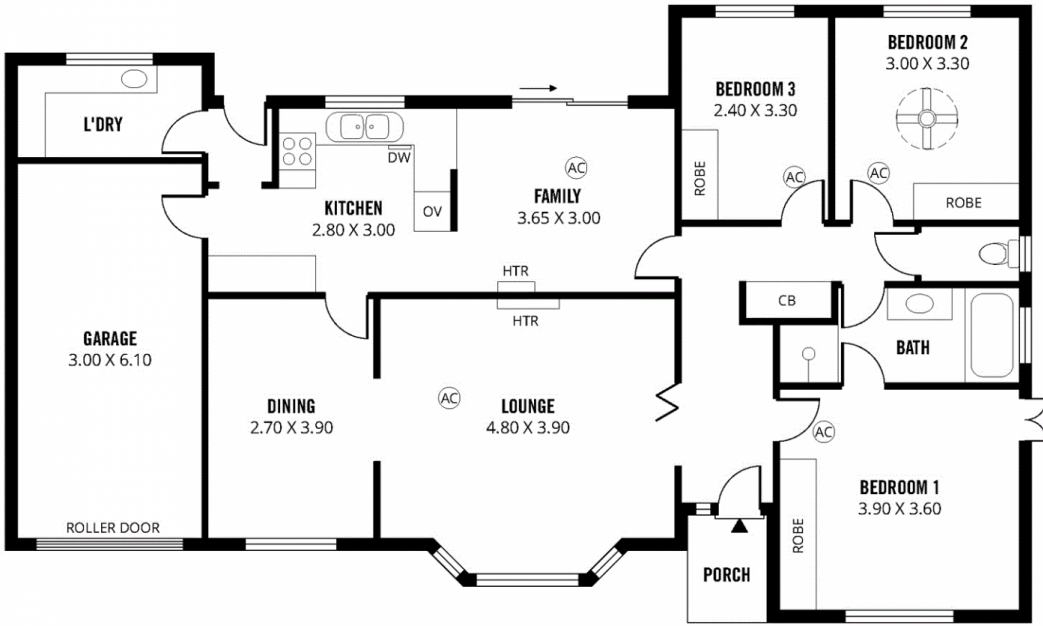 BEDROOM 2
3.00 X 3.30
BEDROOM 3
2.40 X 3.30
L'DRY
DW
AC
AC
AC
ROBE
ROBE
KITCHEN
2.80 X 3.00
OV
FAMILY
3.65 X 3.00
HTR
HTR
CB
GARAGE
3.00 X 6.10
BATH
DINING
2.70 X 3.90
AC
LOUNGE
4.80 X 3.90
AC
BEDROOM 1
3.90 X 3.60
ROBE
ROLLER DOOR
PORCH